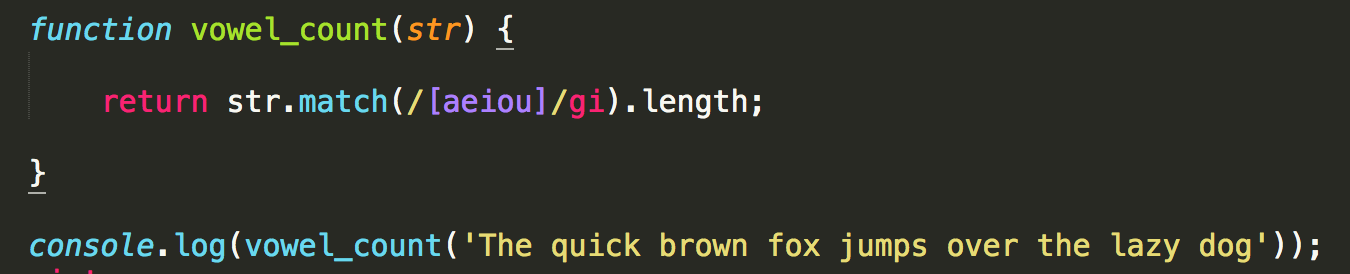 function vowel_count(str) {
return str.match(/[aeiou]/gi).length;
}
console.log(vowel_count('The quick brown fox jumps over the lazy dog'));